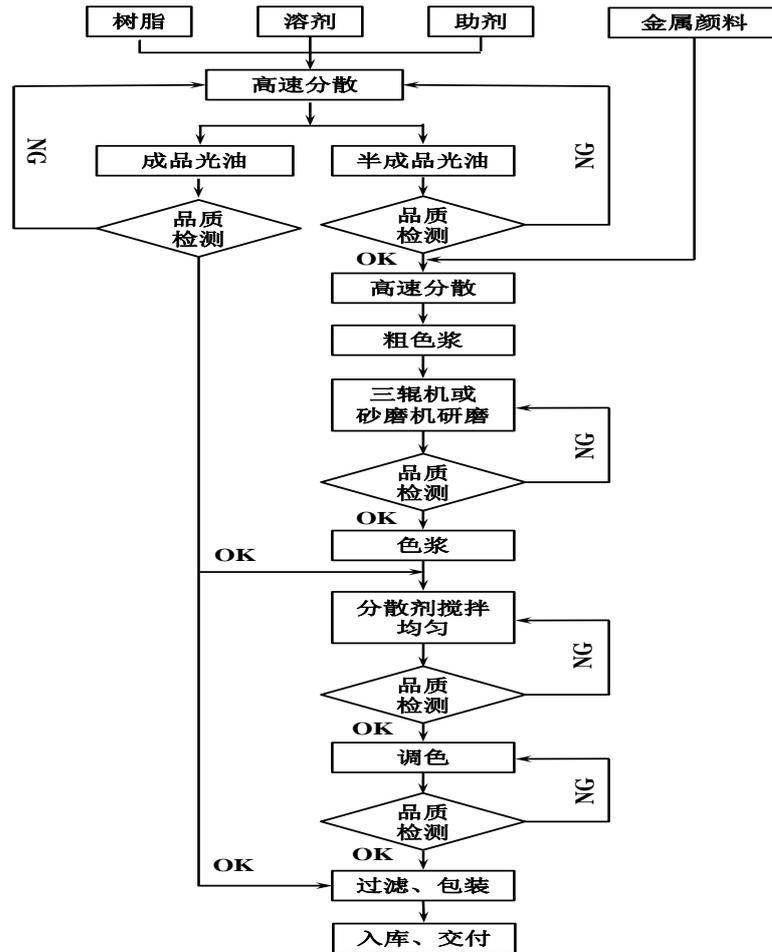 树脂
溶剂
助剂
金属颜料
高速分散
NG
成品光油
半成品光油
NG
品质
检测
品质
检测
OK
高速分散
粗色浆
三辊机或
砂磨机研磨
NG
品质
检测
OK
色浆
OK
分散剂搅拌
均匀
NG
品质
检测
OK
调色
NG
品质
检测
OK
OK
过滤、包装
入库、交付